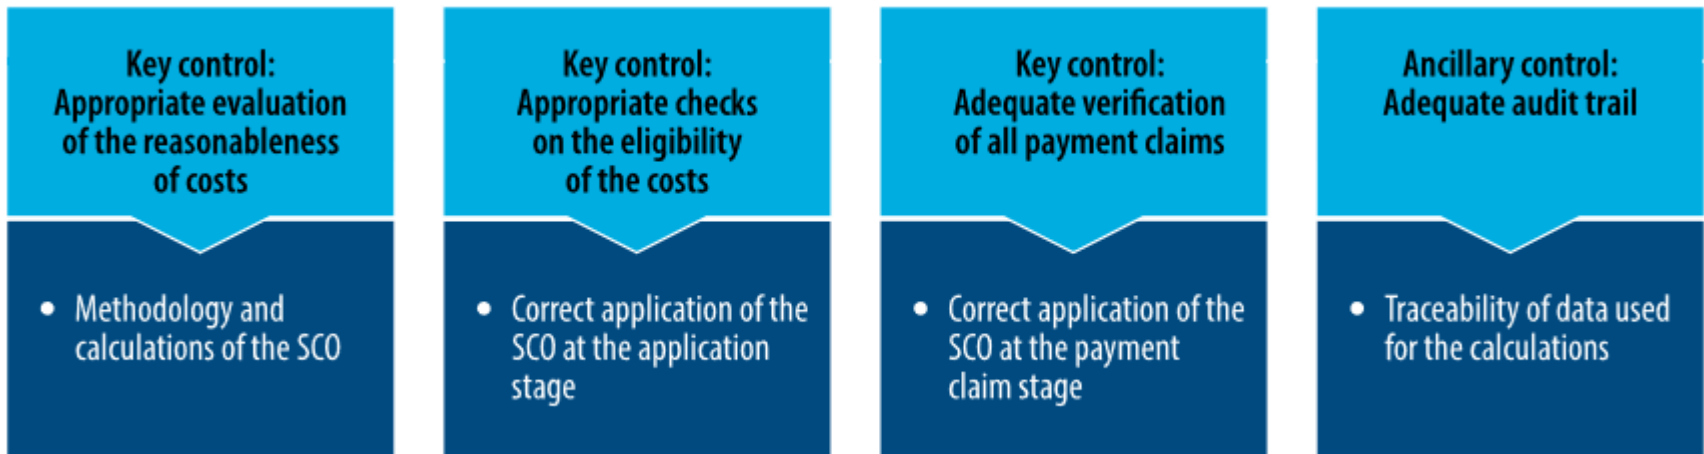 Key control:
Appropriate evaluation
of the reasonableness
of costs
• Methodology and
calculations of the SCO
Key control:
Appropriate checks
on the eligibility
of the costs
• Correct application of the
SCO at the application
stage
Key control:
Adequate verification
of all payment claims
• Correct application of the
SCO at the payment
claim stage
Ancillary control:
Adequate audit trail
• Traceability of data used
for the calculations